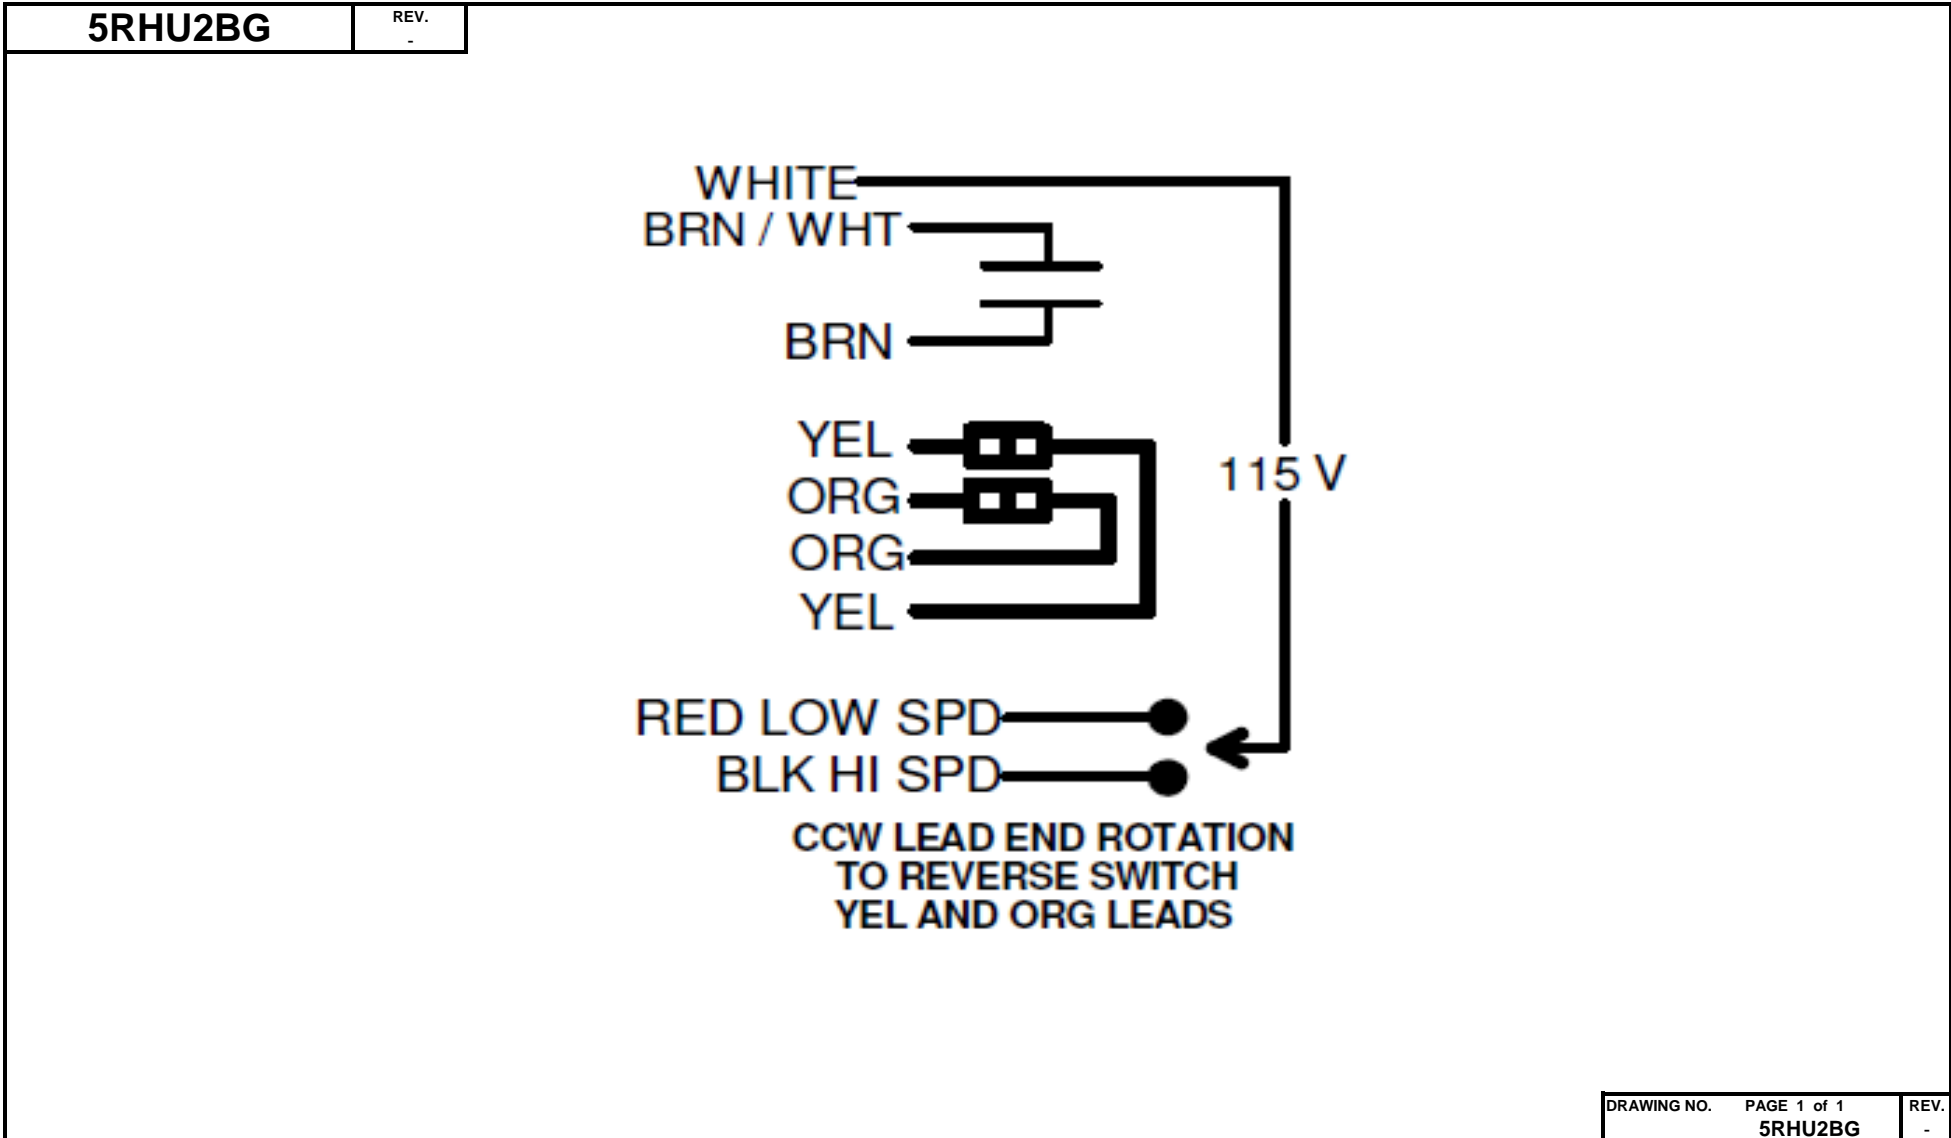 5RHU2BG REV.
-
WHITE
BRN / WHT
BRN
YEL
ORG
115 V
ORG
YEL
RED LOW SPD
BLK HI SPD
CCW LEAD END ROTATION
TO REVERSE SWITCH
YEL AND ORG LEADS
DRAWING NO. PAGE 1 of 1 REV.
5RHU2BG -